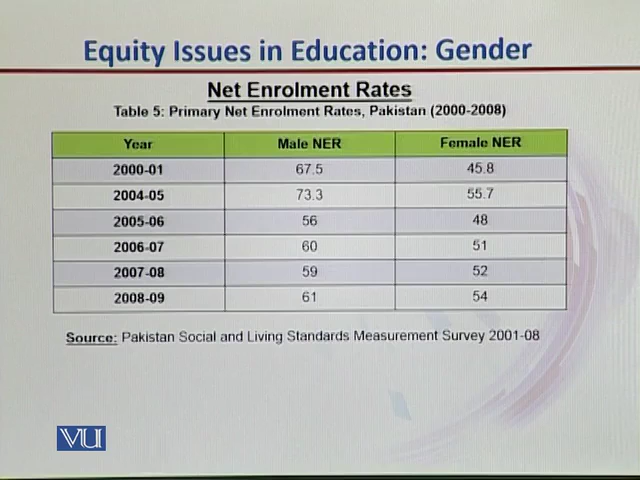 Equity Issues in Education: Gender
Net Enrolment Rates
Table 5: Primary Net Enrolment Rates, Pakistan (2000-2008)
Year Male NER Female NER
2000-01 67.5 45.8
2004-05 73.3 55.7
2005-06 56 48
2006-07 60 51
2007-08 59 52
2008-09 61 54
Source: Pakistan Social and Living Standards Measurement Survey 2001-08
VU